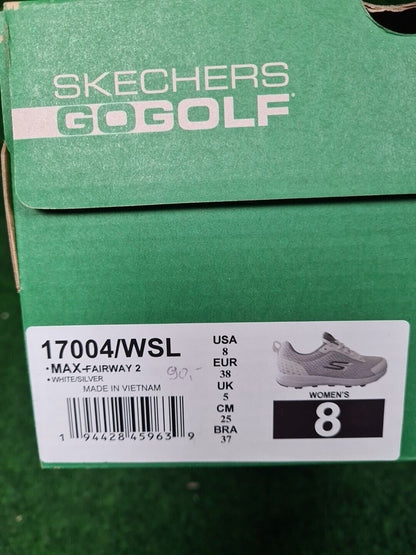 SKECHERS
GOGOLF
17004/WSL
•MAX-FAIRWAY 2
90,-
•WHITE/SILVER
MADE IN VIETNAM
1 94428 45963 9
USA
8
EUR
38
UK
5
CM
25
BRA
37
WOMEN'S
8